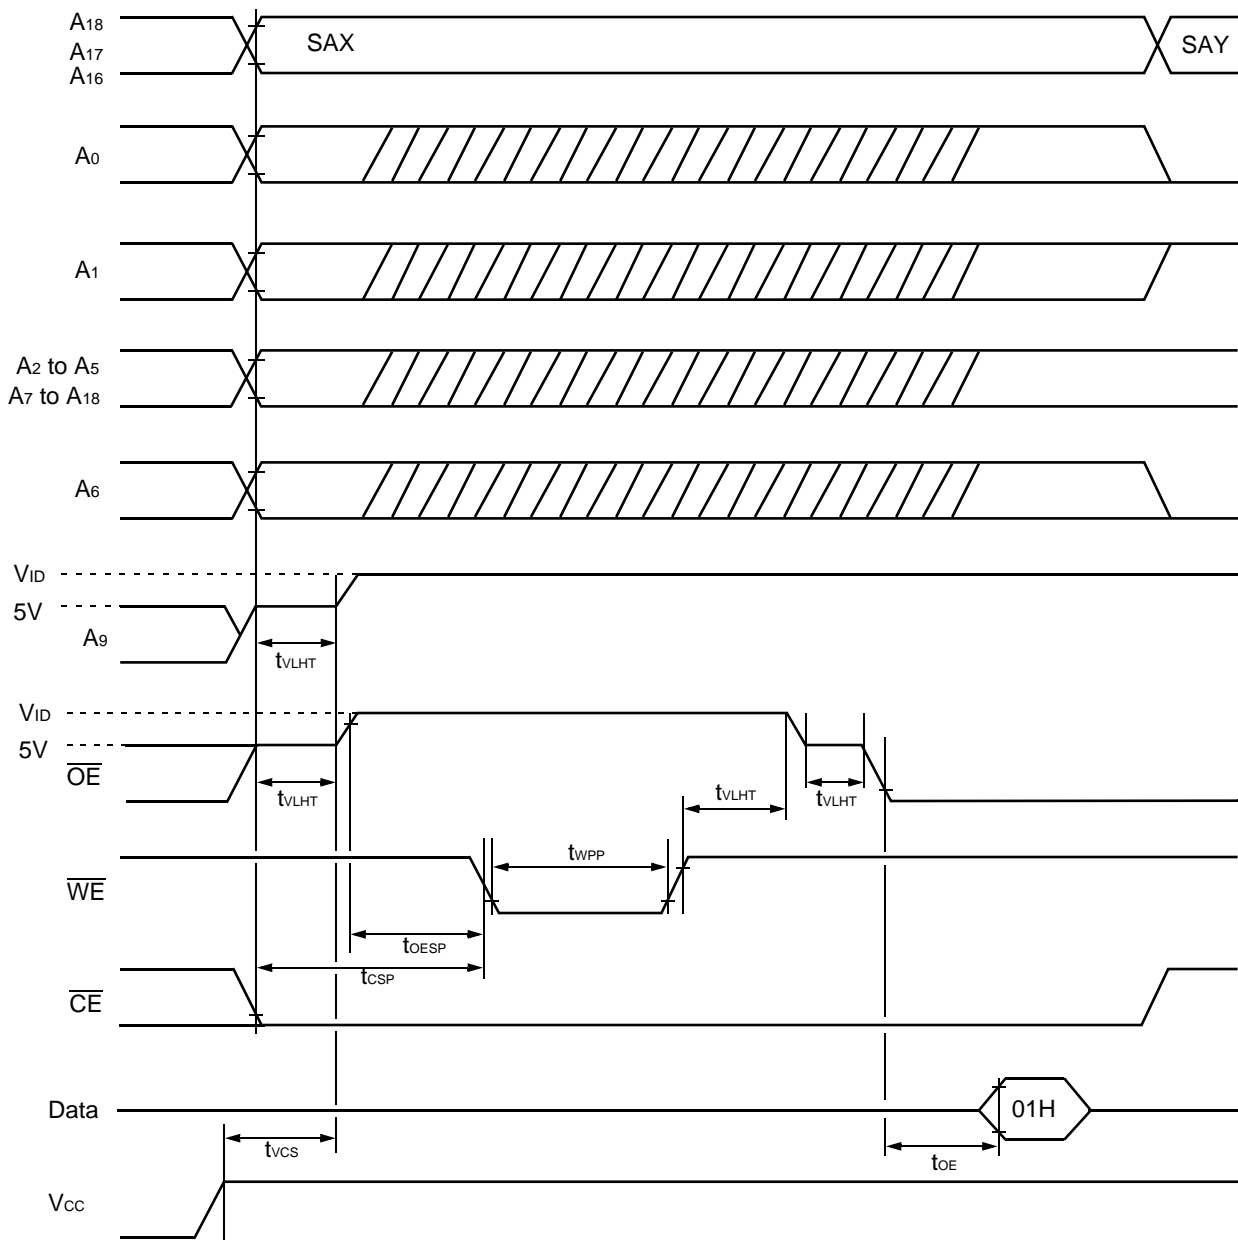 A18
SAX
SAY
A17
A16
A0
A1
A2 to A5
A7 to A18
A6
VID
5V
A9
tVLHT
VID
5V
OE
tVLHT
tVLHT
tVLHT
tWPP
WE
tOESP
tCSP
CE
Data
01H
tVCS
tOE
VCC